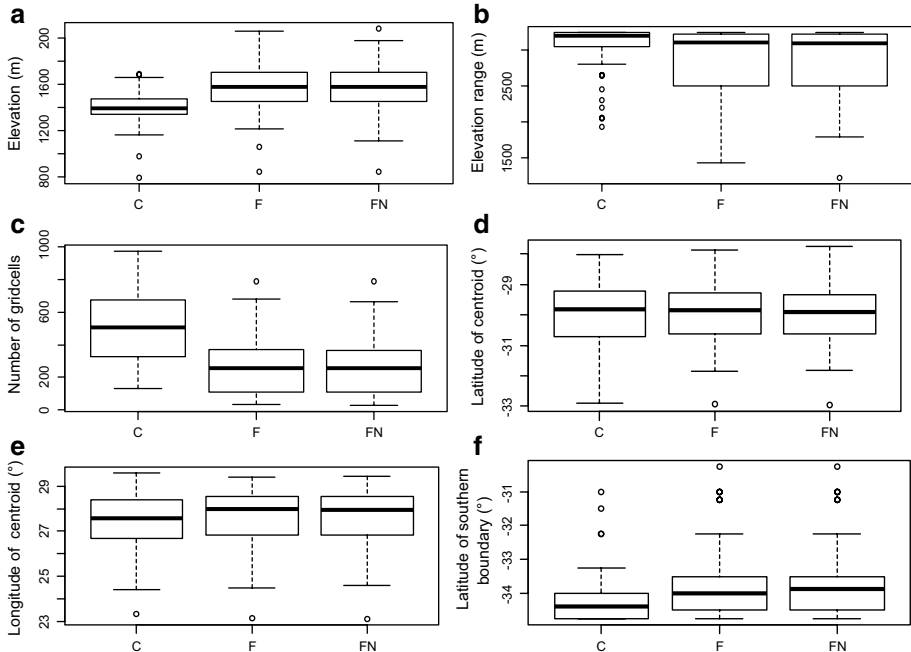 a
Elevation (m)
200
1600
1200
800
C F FN
b
Elevation range (m)
2500
1500
C F FN
c
Number of gridcells
1000
600
200
0
C F FN
d
Latitude of centroid (°)
-29
-31
-33
C F FN
e
Longitude of centroid (°)
29
27
25
23
C F FN
f
Latitude of southern
boundary (°)
-31
-32
-33
-34
C F FN